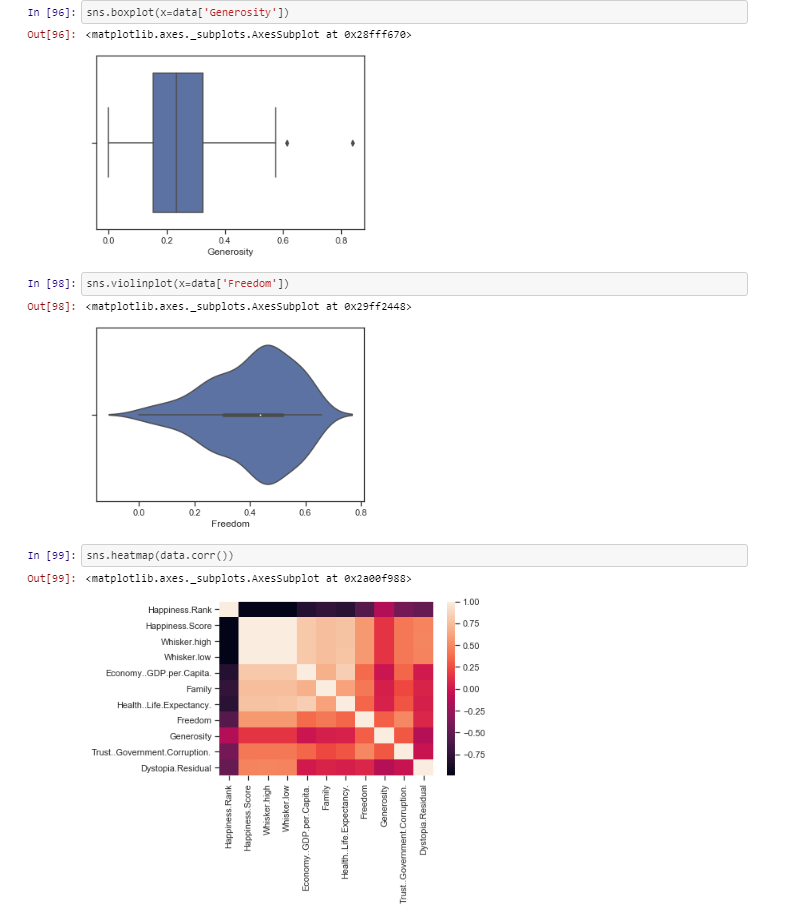 In [96]: sns.boxplot(x=data['Generosity'])
Out[96]: <matplotlib.axes._subplots.AxesSubplot at 0x28fff670>
0.0 0.2 0.4 0.6 0.8
Generosity
In [98]: sns.violinplot(x=data['Freedom'])
Out[98]: <matplotlib.axes._subplots.AxesSubplot at 0x29ff2448>
0.0 0.2 0.4 0.6 0.8
Freedom
In [99]: sns.heatmap(data.corr())
Out[99]: <matplotlib.axes._subplots.AxesSubplot at 0x2a00f988>
Happiness.Rank
Happiness.Score
Whisker.high
Whisker.low
Economy..GDP.per.Capita.
Family
Health..Life.Expectancy.
Freedom
Generosity
Trust..Government.Corruption.
Dystopia.Residual
1.00
0.75
0.50
0.25
0.00
−0.25
−0.50
−0.75
Happiness.Rank
Happiness.Score
Whisker.high
Whisker.low
Economy..GDP.per.Capita.
Family
Health..Life.Expectancy.
Freedom
Generosity
Trust..Government.Corruption.
Dystopia.Residual